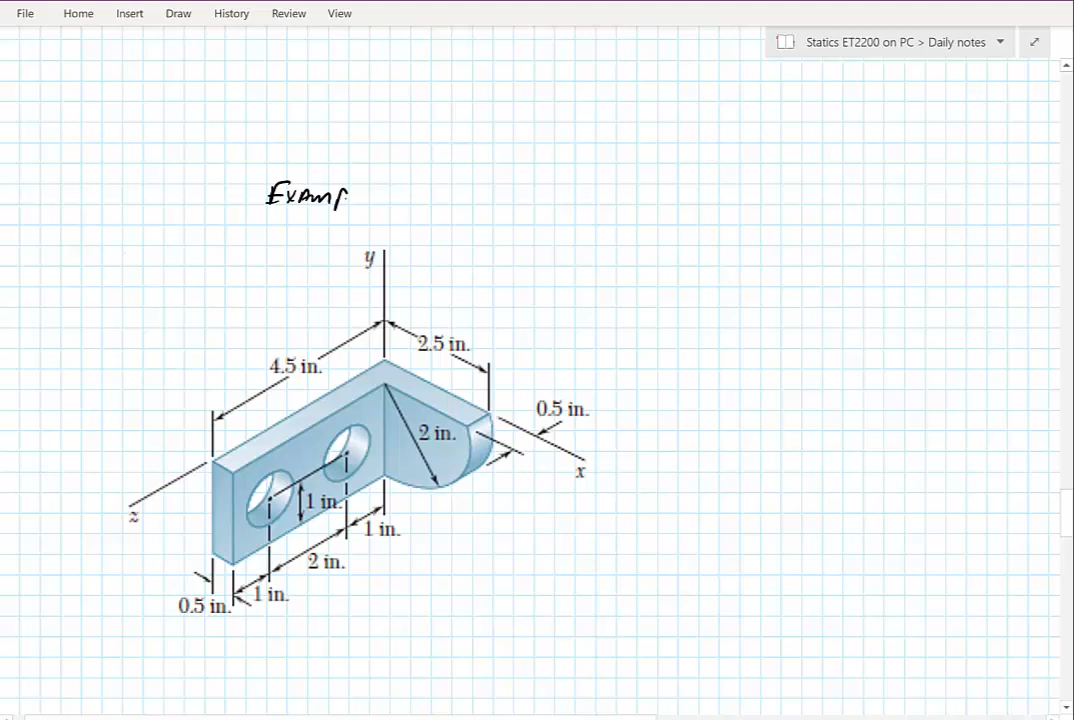 File Home Insert Draw History Review View
Statics ET2200 on PC > Daily notes
Examp
y
2.5 in.
4.5 in.
0.5 in.
2 in.
x
1 in.
z
1 in.
2 in.
1 in.
0.5 in.